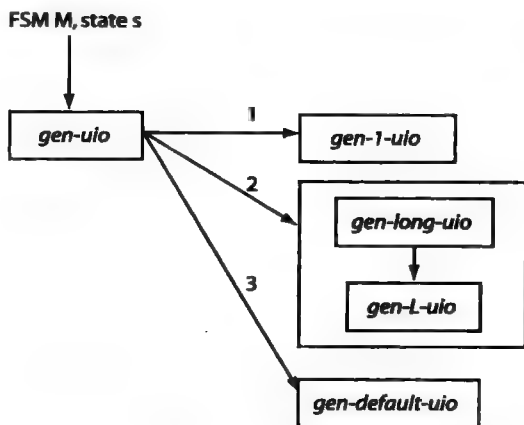 FSM M, state s
gen-uio
1
gen-1-uio
2
gen-long-uio
gen-L-uio
3
gen-default-uio